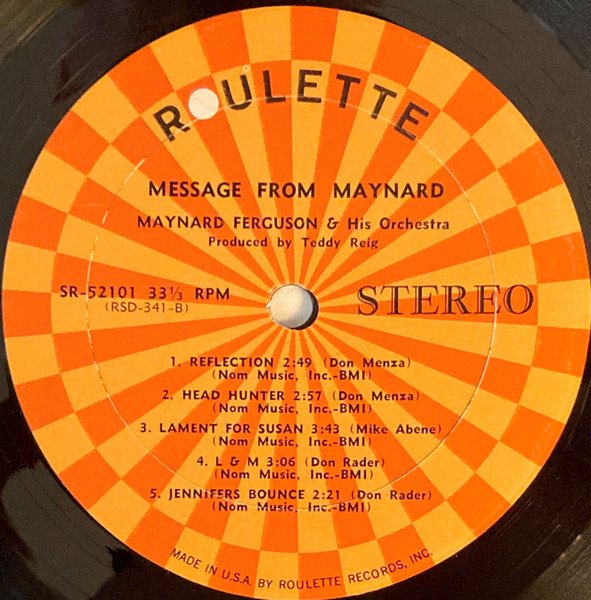 ROULETTE
MESSAGE FROM MAYNARD
MAYNARD FERGUSON & His Orchestra
Produced by Teddy Reig
SR-52101 33⅓ RPM
(RSD-341-B)
STEREO
1. REFLECTION 2:49 (Don Menza)
(Nom Music, Inc.-BMI)
2. HEAD HUNTER 2:57 (Don Menza)
(Nom Music, Inc.-BMI)
3. LAMENT FOR SUSAN 3:43 (Mike Abene)
(Nom Music, Inc.-BMI)
4. L & M 3:06 (Don Rader)
(Nom Music, Inc.-BMI)
5. JENNIFERS BOUNCE 2:21 (Don Rader)
(Nom Music, Inc.-BMI)
MADE IN U.S.A. BY ROULETTE RECORDS, INC.